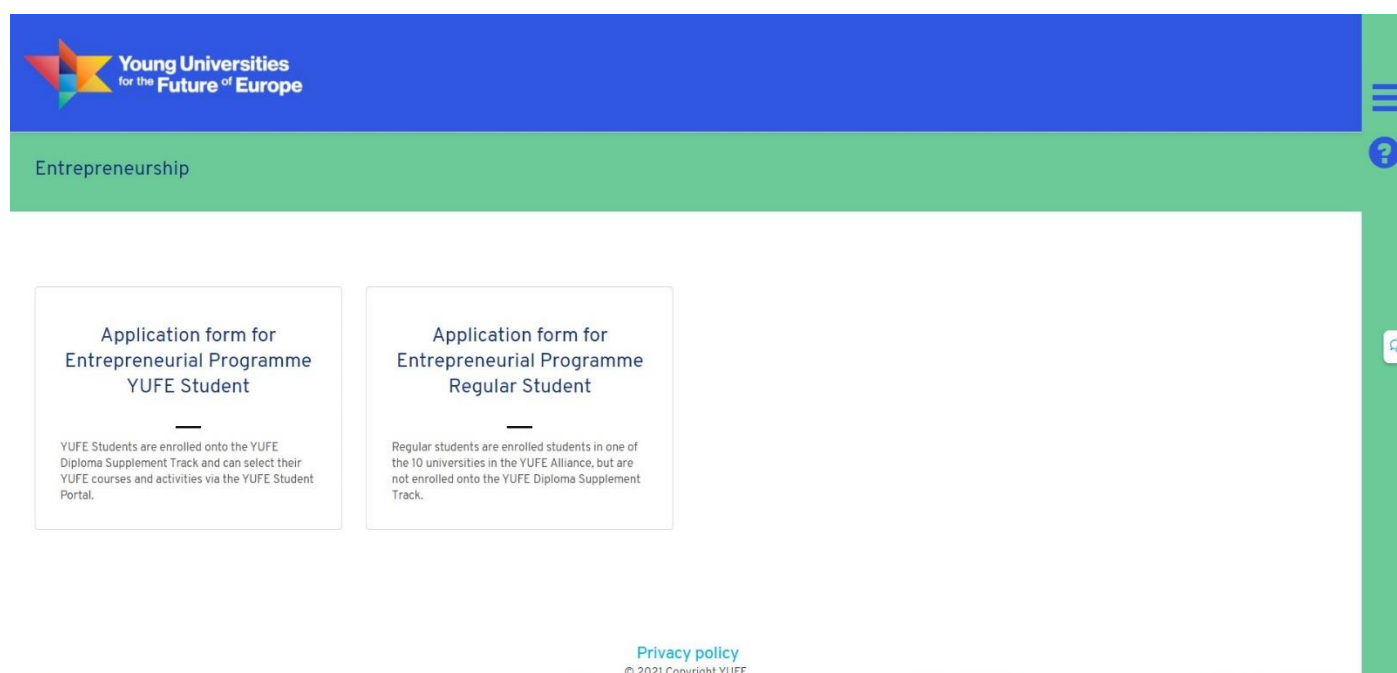 Young Universities
for the Future of Europe
Entrepreneurship
Application form for
Entrepreneurial Programme
YUFE Student
YUFE Students are enrolled onto the YUFE
Diploma Supplement Track and can select their
YUFE courses and activities via the YUFE Student
Portal.
Application form for
Entrepreneurial Programme
Regular Student
Regular students are enrolled students in one of
the 10 universities in the YUFE Alliance, but are
not enrolled onto the YUFE Diploma Supplement
Track.
Privacy policy
© 2021 Copyright YUFE